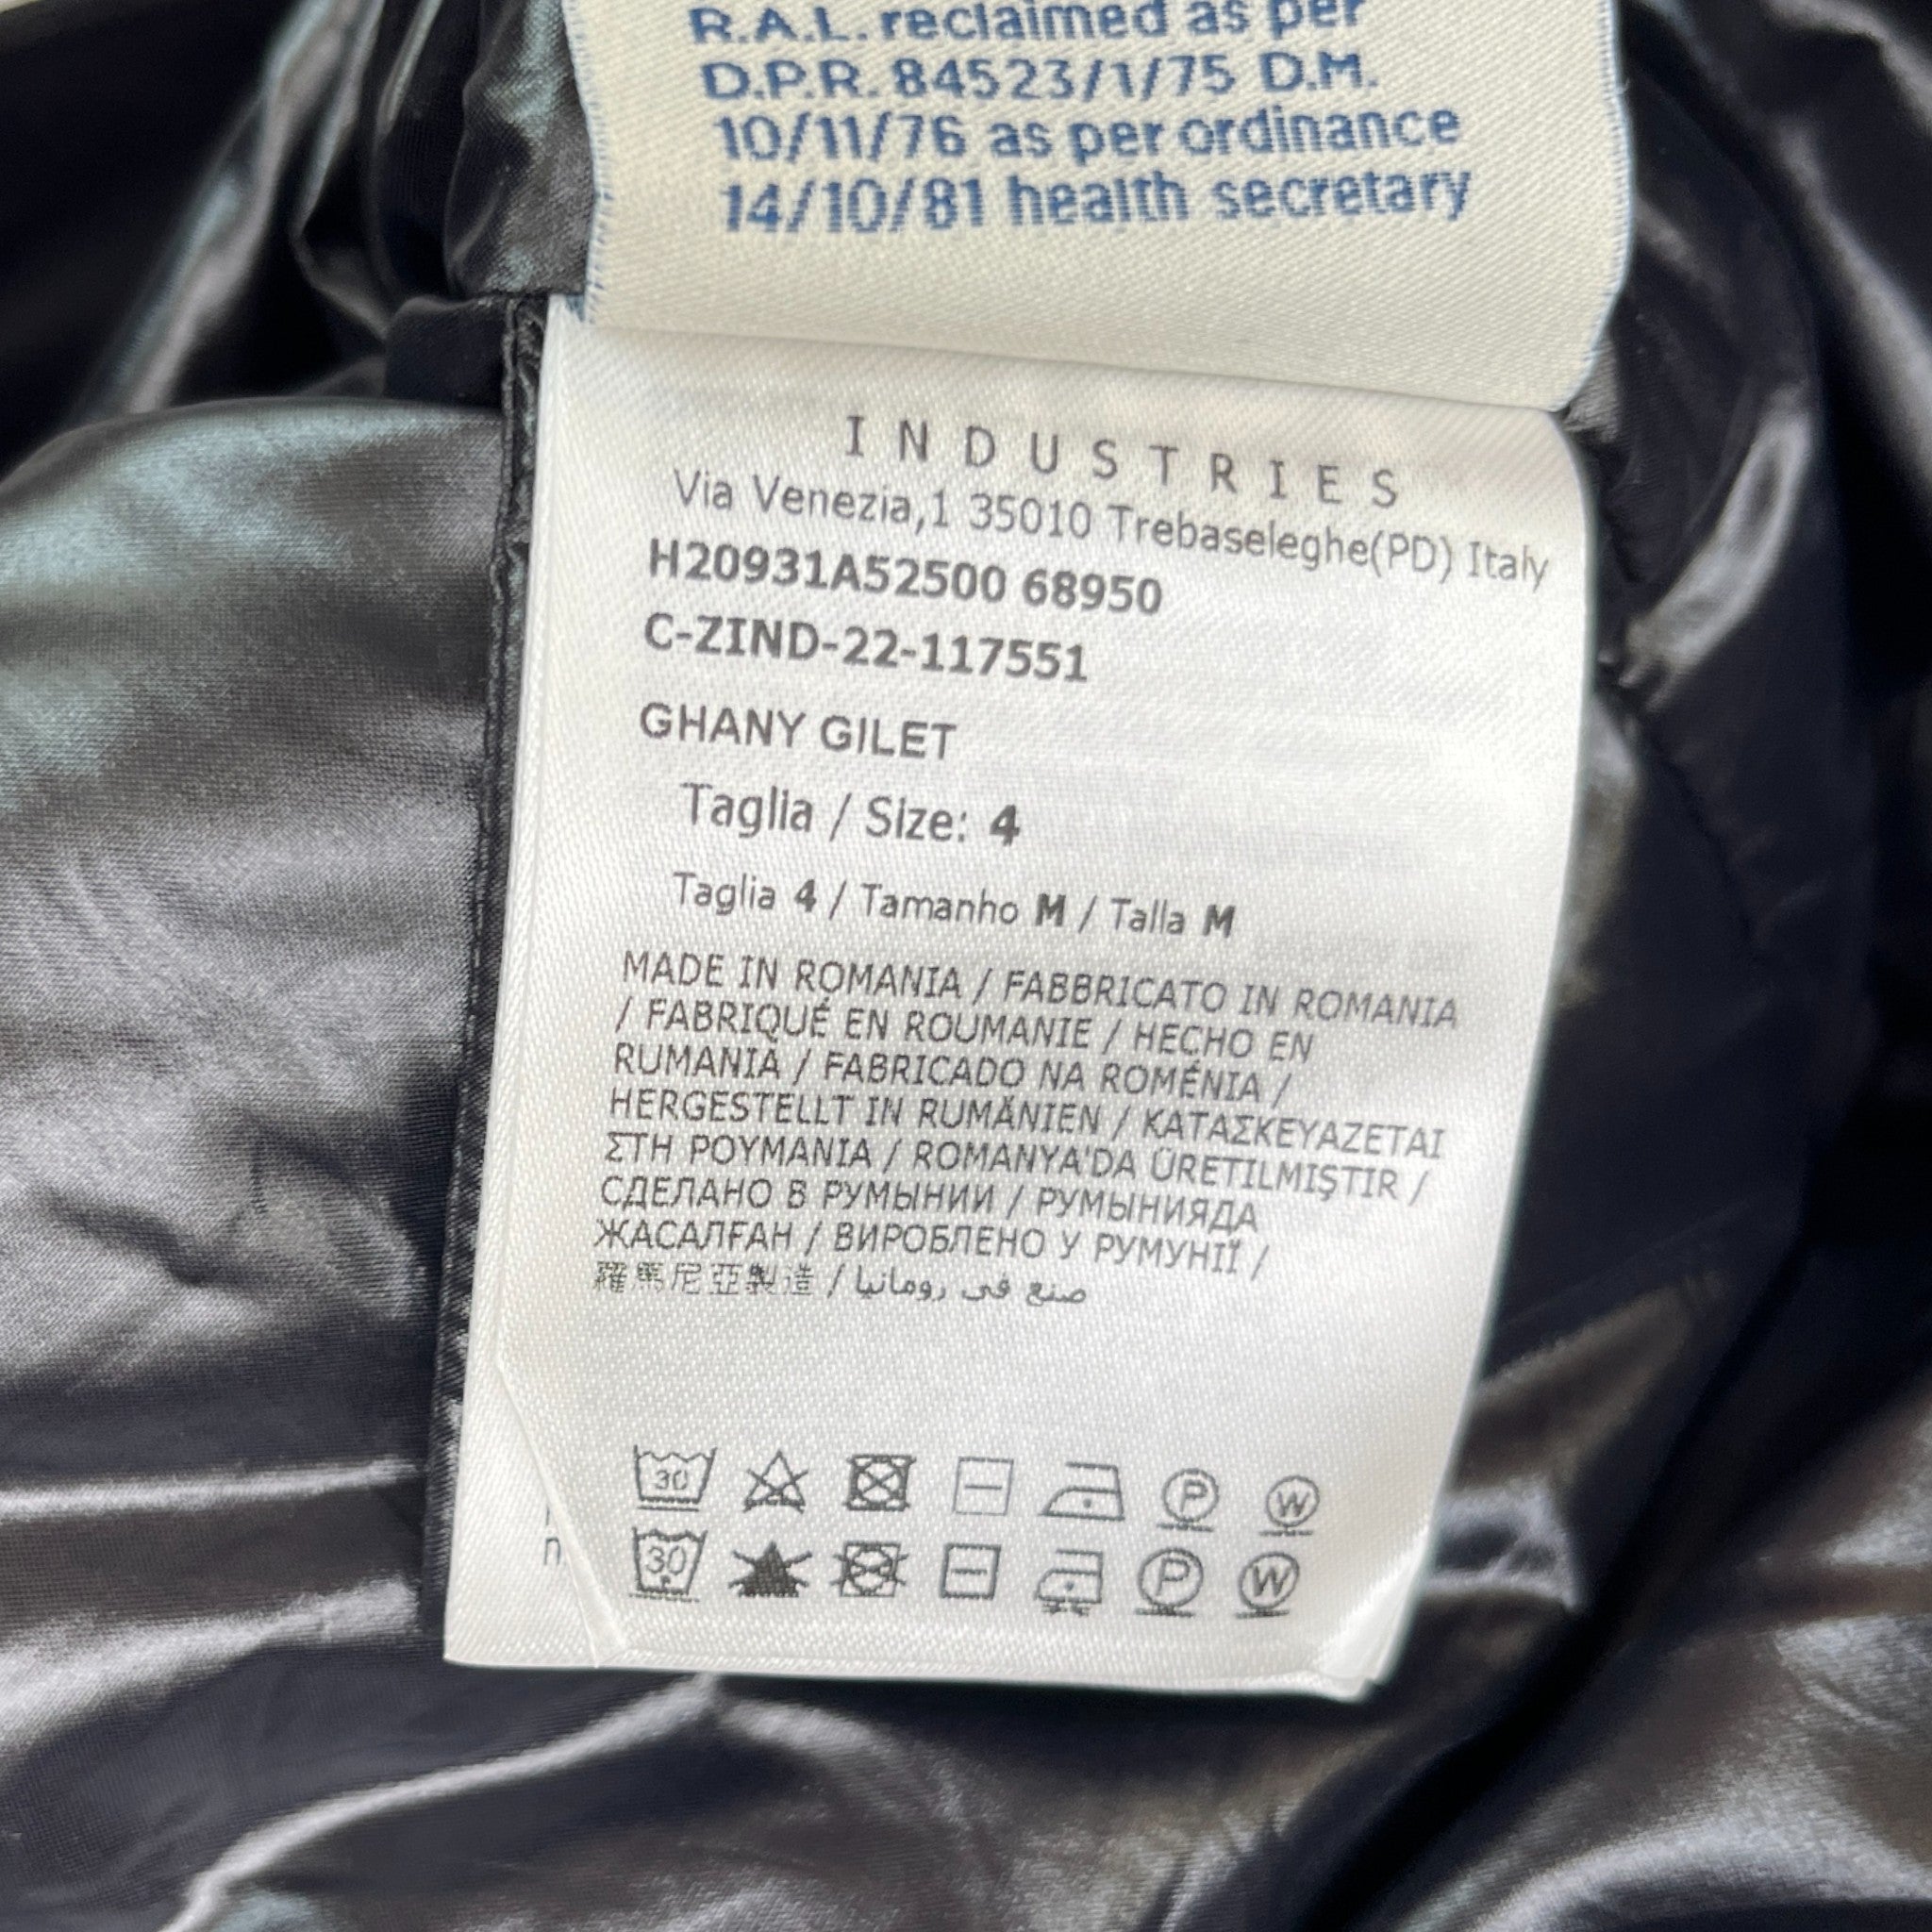 R.A.L. reclaimed as per
D.P.R. 84523/1/75 D.M.
10/11/76 as per ordinance
14/10/81 health secretary
INDUSTRIES
Via Venezia,1 35010 Trebaseleghe(PD) Italy
H20931A52500 68950
C-ZIND-22-117551
GHANY GILET
Taglia / Size: 4
Taglia 4 / Tamanho M / Talla M
MADE IN ROMANIA / FABBRICATO IN ROMANIA
/ FABRIQUÉ EN ROUMANIE / HECHO EN
RUMANIA / FABRICADO NA ROMÉNIA /
HERGESTELLT IN RUMÄNIEN / ΚΑΤΑΣΚΕΥΑΖΕΤΑΙ
ΣΤΗ ΡΟΥΜΑΝΙΑ / ROMANYA'DA ÜRETILMIŞTIR /
СДЕЛАНО В РУМЫНИИ / РУМЫНИЯДА
ЖАСАЛҒАН / ВИРОБЛЕНО У РУМУНІЇ /
羅馬尼亞製造 / صنع في رومانيا
30 P W
30 P W